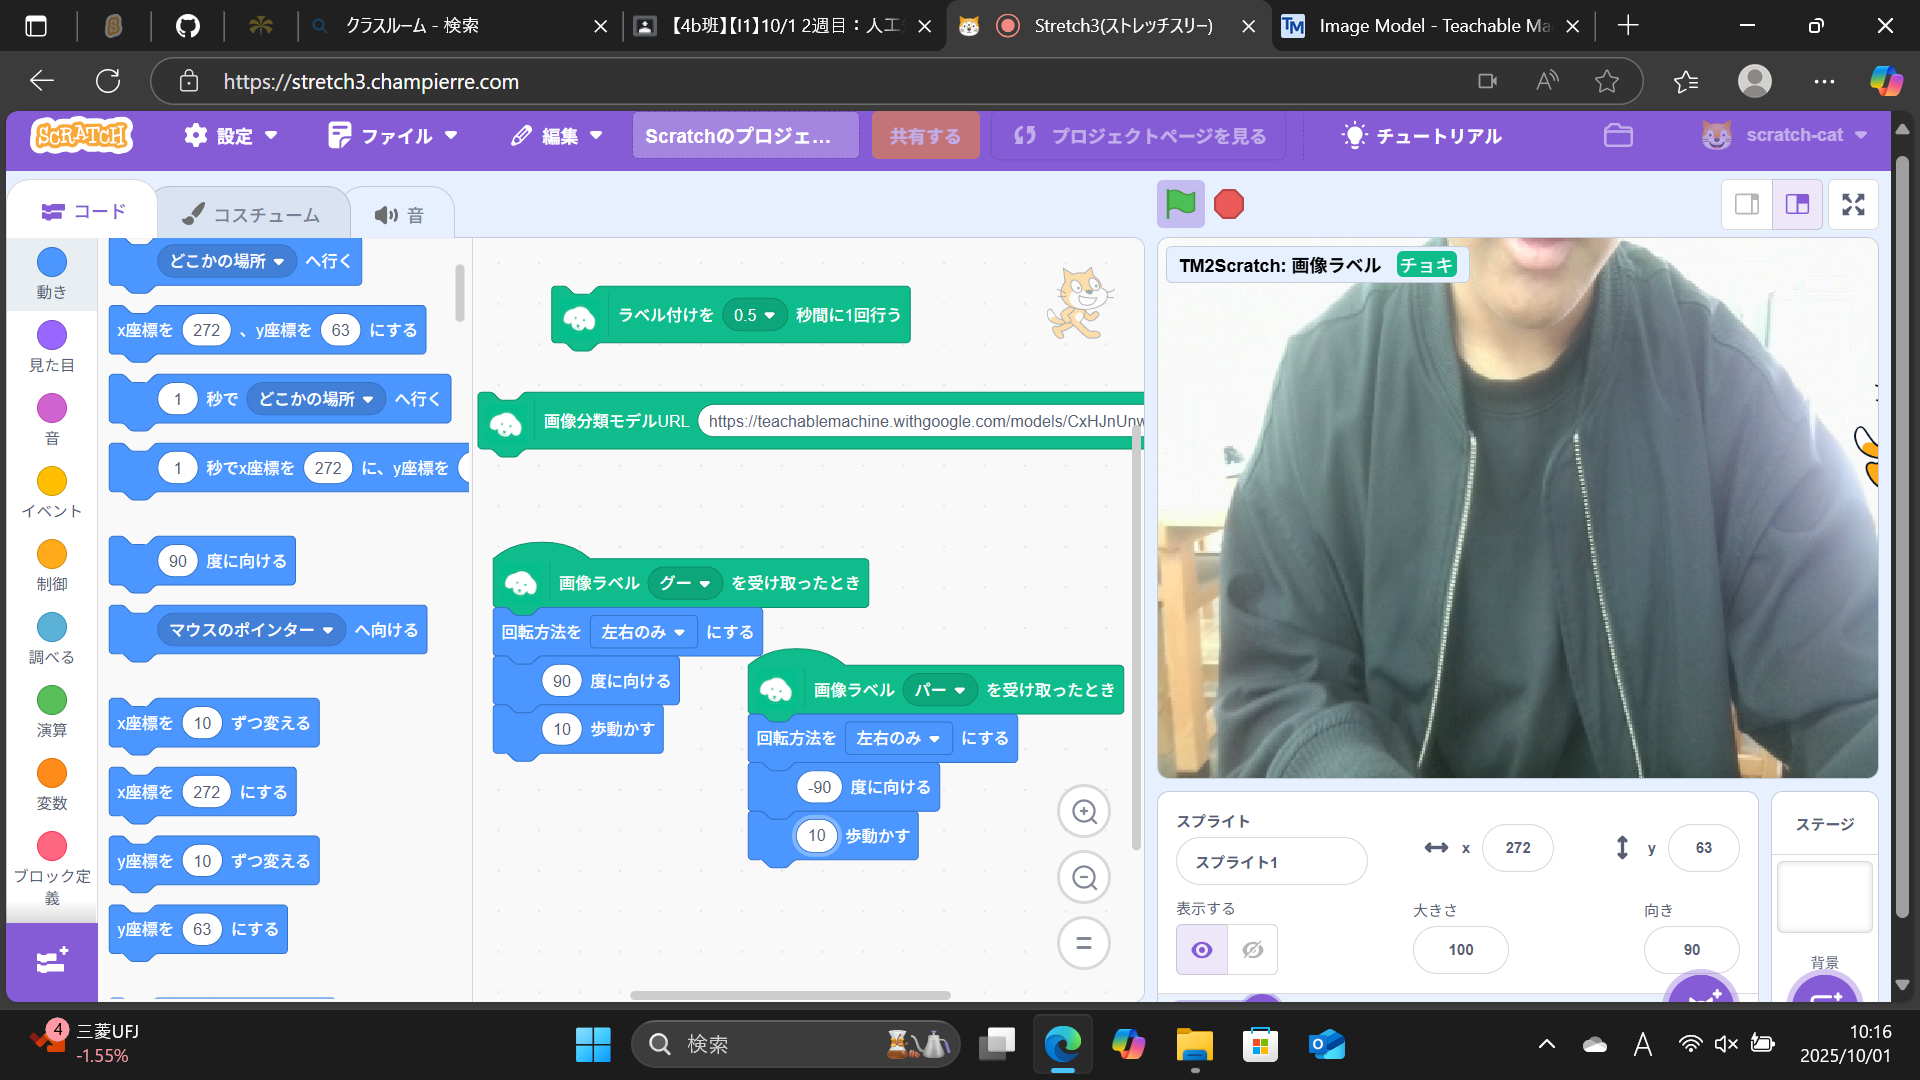 クラスルーム - 検索
【4b班】【I1】10/1 2週目：人工
Stretch3(ストレッチスリー)
Image Model - Teachable Ma
https://stretch3.champierre.com
SCRATCH
設定
ファイル
編集
Scratchのプロジェ...
共有する
プロジェクトページを見る
チュートリアル
scratch-cat
コード
コスチューム
音
動き
見た目
音
イベント
制御
調べる
演算
変数
ブロック定義
どこかの場所 へ行く
x座標を 272 、y座標を 63 にする
1 秒で どこかの場所 へ行く
1 秒でx座標を 272 に、y座標を
90 度に向ける
マウスのポインター へ向ける
x座標を 10 ずつ変える
x座標を 272 にする
y座標を 10 ずつ変える
y座標を 63 にする
ラベル付けを 0.5 秒間に1回行う
画像分類モデルURL https://teachablemachine.withgoogle.com/models/CxHJnUnw
画像ラベル グー を受け取ったとき
回転方法を 左右のみ にする
90 度に向ける
10 歩動かす
画像ラベル パー を受け取ったとき
回転方法を 左右のみ にする
-90 度に向ける
10 歩動かす
TM2Scratch: 画像ラベル チョキ
スプライト
スプライト1
x 272
y 63
表示する
大きさ
100
向き
90
ステージ
背景
4
三菱UFJ
-1.55%
検索
A
10:16
2025/10/01